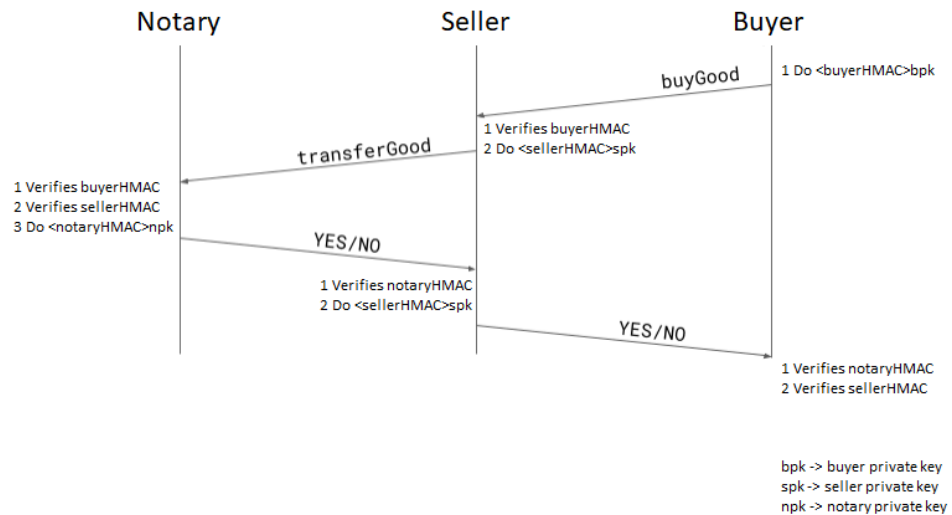 Notary
Seller
Buyer
1 Do <buyerHMAC>bpk
buyGood
1 Verifies buyerHMAC
2 Do <sellerHMAC>spk
transferGood
1 Verifies buyerHMAC
2 Verifies sellerHMAC
3 Do <notaryHMAC>npk
YES/NO
1 Verifies notaryHMAC
2 Do <sellerHMAC>spk
YES/NO
1 Verifies notaryHMAC
2 Verifies sellerHMAC
bpk -> buyer private key
spk -> seller private key
npk -> notary private key